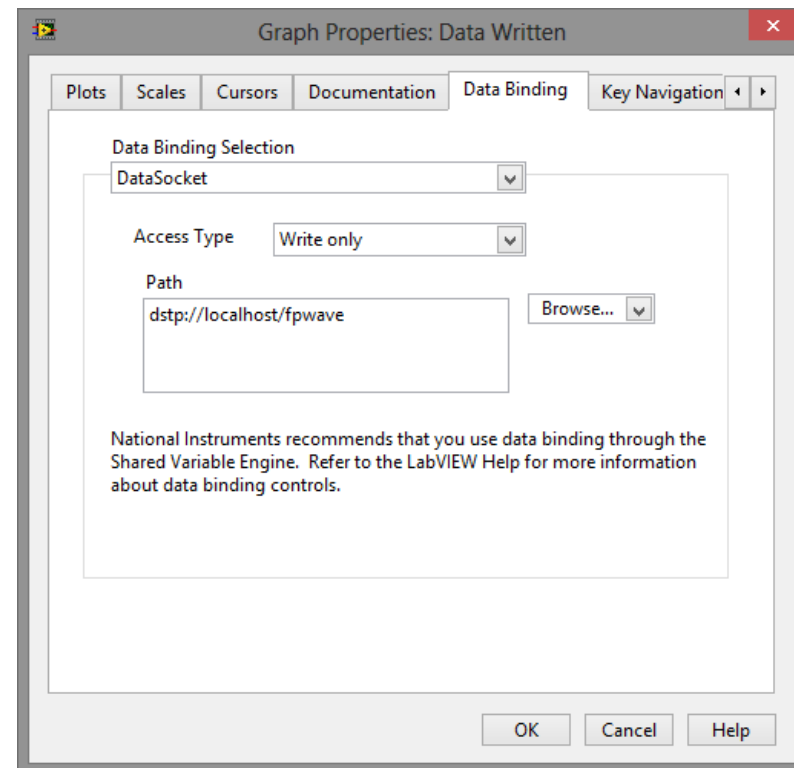 Graph Properties: Data Written
Plots
Scales
Cursors
Documentation
Data Binding
Key Navigation
Data Binding Selection
DataSocket
Access Type
Write only
Path
dstp://localhost/fpwave
Browse...
National Instruments recommends that you use data binding through the
Shared Variable Engine. Refer to the LabVIEW Help for more information
about data binding controls.
OK
Cancel
Help